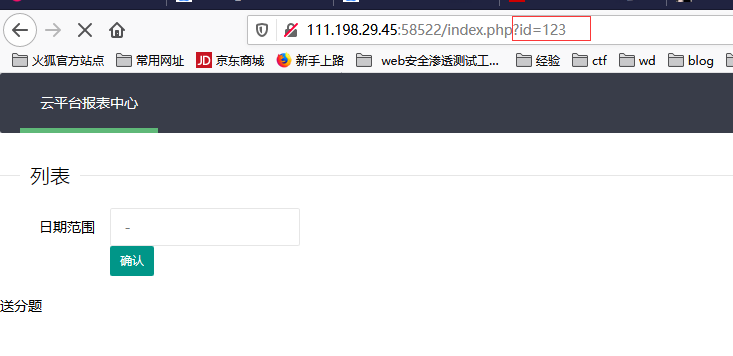 111.198.29.45:58522/index.php?id=123
火狐官方站点 常用网址 JD 京东商城 新手上路 web安全渗透测试工... 经验 ctf wd blog
云平台报表中心
列表
日期范围 -
确认
送分题